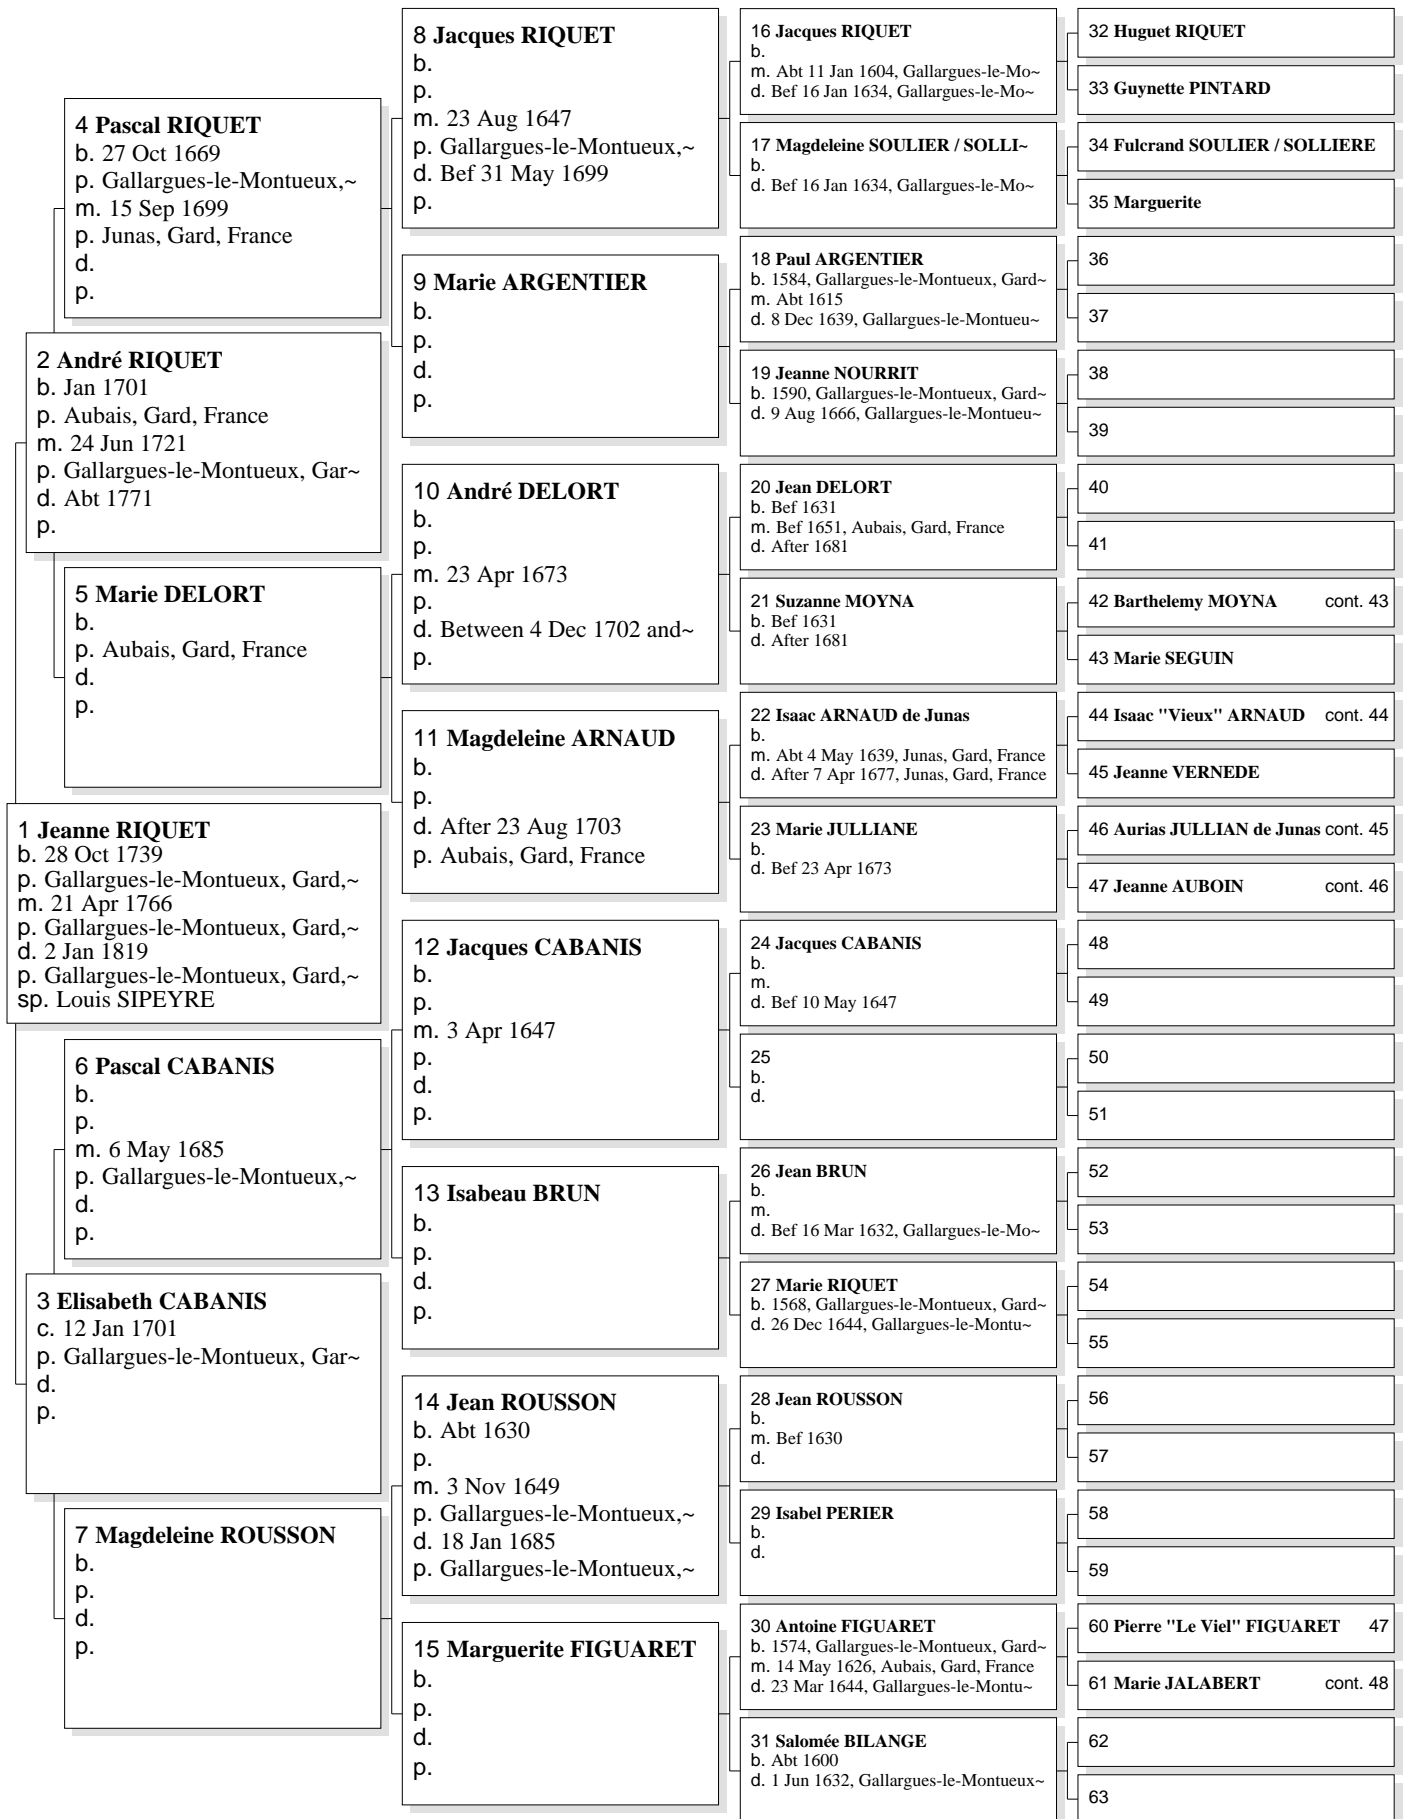 1 Jeanne RIQUET
b. 28 Oct 1739
p. Gallargues-le-Montueux, Gard,~
m. 21 Apr 1766
p. Gallargues-le-Montueux, Gard,~
d. 2 Jan 1819
p. Gallargues-le-Montueux, Gard,~
sp. Louis SIPEYRE
2 André RIQUET
b. Jan 1701
p. Aubais, Gard, France
m. 24 Jun 1721
p. Gallargues-le-Montueux, Gar~
d. Abt 1771
p.
3 Elisabeth CABANIS
c. 12 Jan 1701
p. Gallargues-le-Montueux, Gar~
d.
p.
4 Pascal RIQUET
b. 27 Oct 1669
p. Gallargues-le-Montueux,~
m. 15 Sep 1699
p. Junas, Gard, France
d.
p.
5 Marie DELORT
b.
p. Aubais, Gard, France
d.
p.
6 Pascal CABANIS
b.
p.
m. 6 May 1685
p. Gallargues-le-Montueux,~
d.
p.
7 Magdeleine ROUSSON
b.
p.
d.
p.
8 Jacques RIQUET
b.
p.
m. 23 Aug 1647
p. Gallargues-le-Montueux,~
d. Bef 31 May 1699
p.
9 Marie ARGENTIER
b.
p.
d.
p.
10 André DELORT
b.
p.
m. 23 Apr 1673
p.
d. Between 4 Dec 1702 and~
p.
11 Magdeleine ARNAUD
b.
p.
d. After 23 Aug 1703
p. Aubais, Gard, France
12 Jacques CABANIS
b.
p.
m. 3 Apr 1647
p.
d.
p.
13 Isabeau BRUN
b.
p.
d.
p.
14 Jean ROUSSON
b. Abt 1630
p.
m. 3 Nov 1649
p. Gallargues-le-Montueux,~
d. 18 Jan 1685
p. Gallargues-le-Montueux,~
15 Marguerite FIGUARET
b.
p.
d.
p.
16 Jacques RIQUET
b.
m. Abt 11 Jan 1604, Gallargues-le-Mo~
d. Bef 16 Jan 1634, Gallargues-le-Mo~
17 Magdeleine SOULIER / SOLLI~
b.
d. Bef 16 Jan 1634, Gallargues-le-Mo~
18 Paul ARGENTIER
b. 1584, Gallargues-le-Montueux, Gard~
m. Abt 1615
d. 8 Dec 1639, Gallargues-le-Montueu~
19 Jeanne NOURRIT
b. 1590, Gallargues-le-Montueux, Gard~
d. 9 Aug 1666, Gallargues-le-Montueu~
20 Jean DELORT
b. Bef 1631
m. Bef 1651, Aubais, Gard, France
d. After 1681
21 Suzanne MOYNA
b. Bef 1631
d. After 1681
22 Isaac ARNAUD de Junas
b.
m. Abt 4 May 1639, Junas, Gard, France
d. After 7 Apr 1677, Junas, Gard, France
23 Marie JULLIANE
b.
d. Bef 23 Apr 1673
24 Jacques CABANIS
b.
m.
d. Bef 10 May 1647
25
b.
d.
26 Jean BRUN
b.
m.
d. Bef 16 Mar 1632, Gallargues-le-Mo~
27 Marie RIQUET
b. 1568, Gallargues-le-Montueux, Gard~
d. 26 Dec 1644, Gallargues-le-Montu~
28 Jean ROUSSON
b.
m. Bef 1630
d.
29 Isabel PERIER
b.
d.
30 Antoine FIGUARET
b. 1574, Gallargues-le-Montueux, Gard~
m. 14 May 1626, Aubais, Gard, France
d. 23 Mar 1644, Gallargues-le-Montu~
31 Salomée BILANGE
b. Abt 1600
d. 1 Jun 1632, Gallargues-le-Montueux~
32 Huguet RIQUET
33 Guynette PINTARD
34 Fulcrand SOULIER / SOLLIERE
35 Marguerite
36
37
38
39
40
41
42 Barthelemy MOYNA cont. 43
43 Marie SEGUIN
44 Isaac "Vieux" ARNAUD cont. 44
45 Jeanne VERNEDE
46 Aurias JULLIAN de Junas cont. 45
47 Jeanne AUBOIN cont. 46
48
49
50
51
52
53
54
55
56
57
58
59
60 Pierre "Le Viel" FIGUARET 47
61 Marie JALABERT cont. 48
62
63